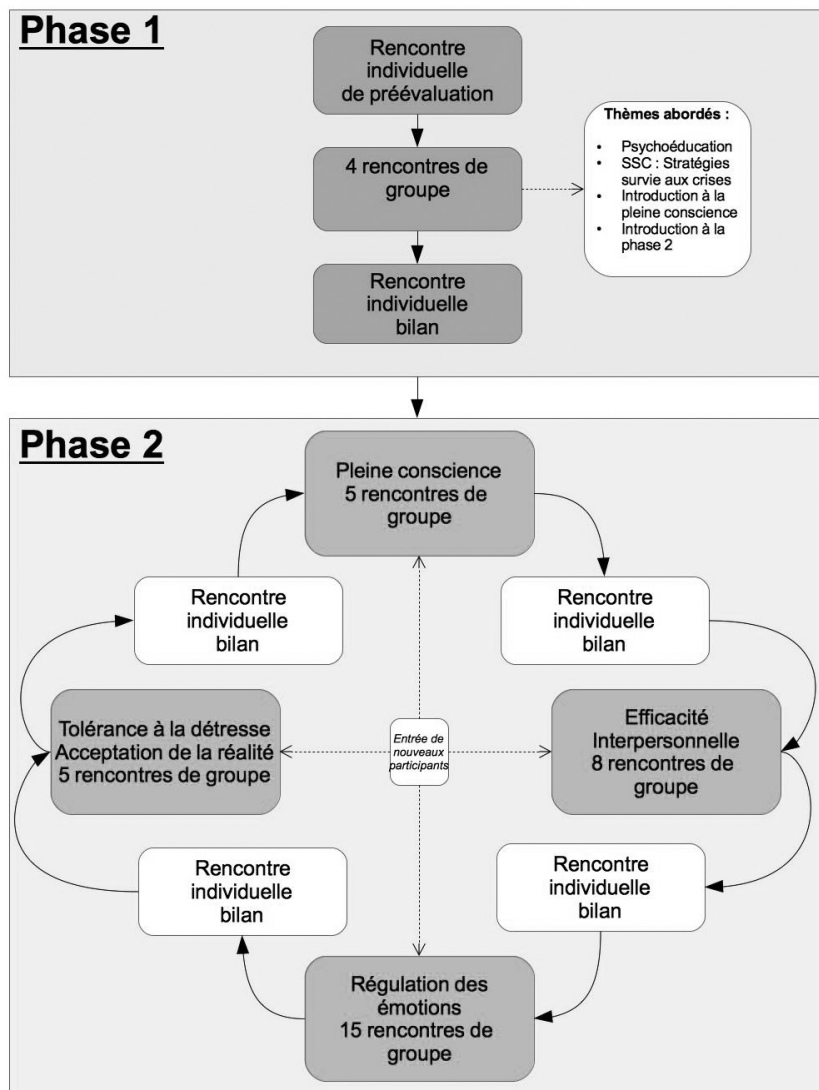 Phase 1
Rencontre
individuelle
de préévaluation
4 rencontres de
groupe
Rencontre
individuelle
bilan
Thèmes abordés :
• Psychoéducation
• SSC : Stratégies
survie aux crises
• Introduction à la
pleine conscience
• Introduction à la
phase 2
Phase 2
Pleine conscience
5 rencontres de
groupe
Rencontre
individuelle
bilan
Rencontre
individuelle
bilan
Tolérance à la détresse
Acceptation de la réalité
5 rencontres de groupe
Entrée de
nouveaux
participants
Efficacité
Interpersonnelle
8 rencontres de
groupe
Rencontre
individuelle
bilan
Rencontre
individuelle
bilan
Régulation des
émotions
15 rencontres de
groupe